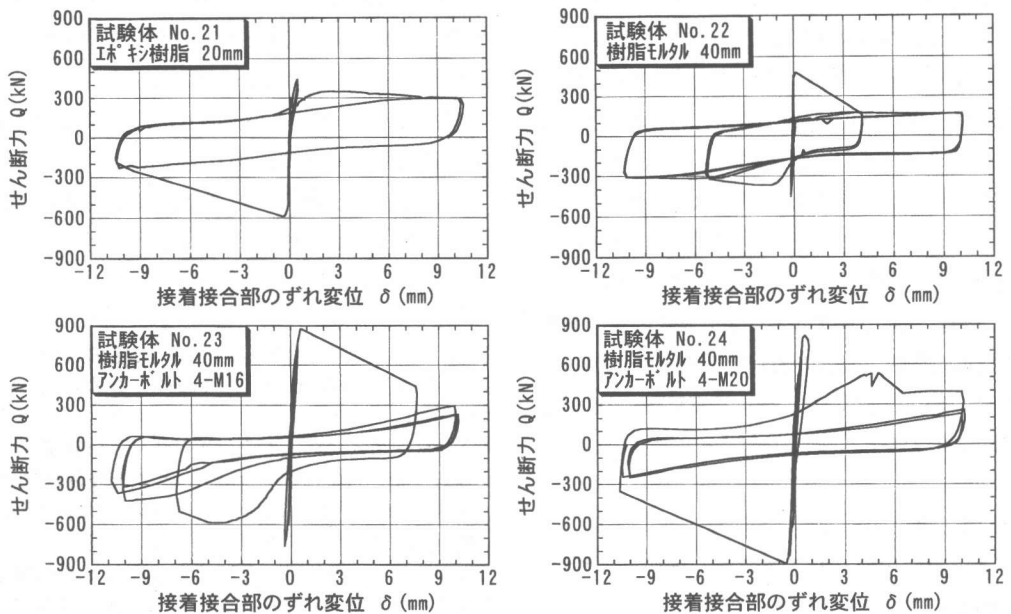 試験体 No.21
エポキシ樹脂 20mm
せん断力 Q(kN)
900
600
300
0
-300
-600
-900
-12 -9 -6 -3 0 3 6 9 12
接着接合部のずれ変位 δ (mm)
試験体 No.22
樹脂モルタル 40mm
せん断力 Q(kN)
900
600
300
0
-300
-600
-900
-12 -9 -6 -3 0 3 6 9 12
接着接合部のずれ変位 δ (mm)
試験体 No.23
樹脂モルタル 40mm
アンカーボルト 4-M16
せん断力 Q(kN)
900
600
300
0
-300
-600
-900
-12 -9 -6 -3 0 3 6 9 12
接着接合部のずれ変位 δ (mm)
試験体 No.24
樹脂モルタル 40mm
アンカーボルト 4-M20
せん断力 Q(kN)
900
600
300
0
-300
-600
-900
-12 -9 -6 -3 0 3 6 9 12
接着接合部のずれ変位 δ (mm)